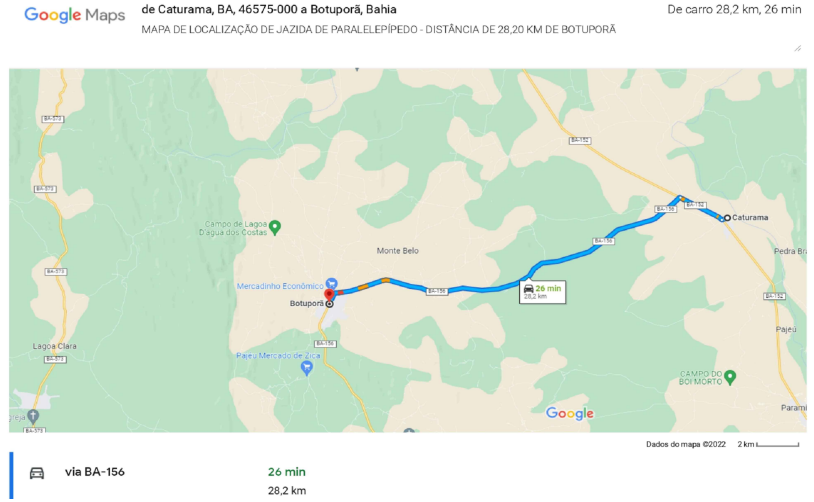 Google Maps
de Caturama, BA, 46575-000 a Botuporã, Bahia
De carro 28,2 km, 26 min
MAPA DE LOCALIZAÇÃO DE JAZIDA DE PARALELEPÍPEDO - DISTÂNCIA DE 28,20 KM DE BOTUPORÃ
BA-573
BA-152
BA-573
BA-156
BA-152
Caturama
Campo de Lagoa
D'agua dos Costas
BA-156
Monte Belo
Pedra Bra
BA-573
Mercadinho Econômico
BA-156
26 min
28,2 km
BA-152
Botuporã
Pajeú
BA-156
Lagoa Clara
BA-573
Pajeú Mercado de Zica
CAMPO DO
BOI MORTO
Google
Parami
greja
BA-573
Dados do mapa ©2022
2 km
via BA-156
26 min
28,2 km